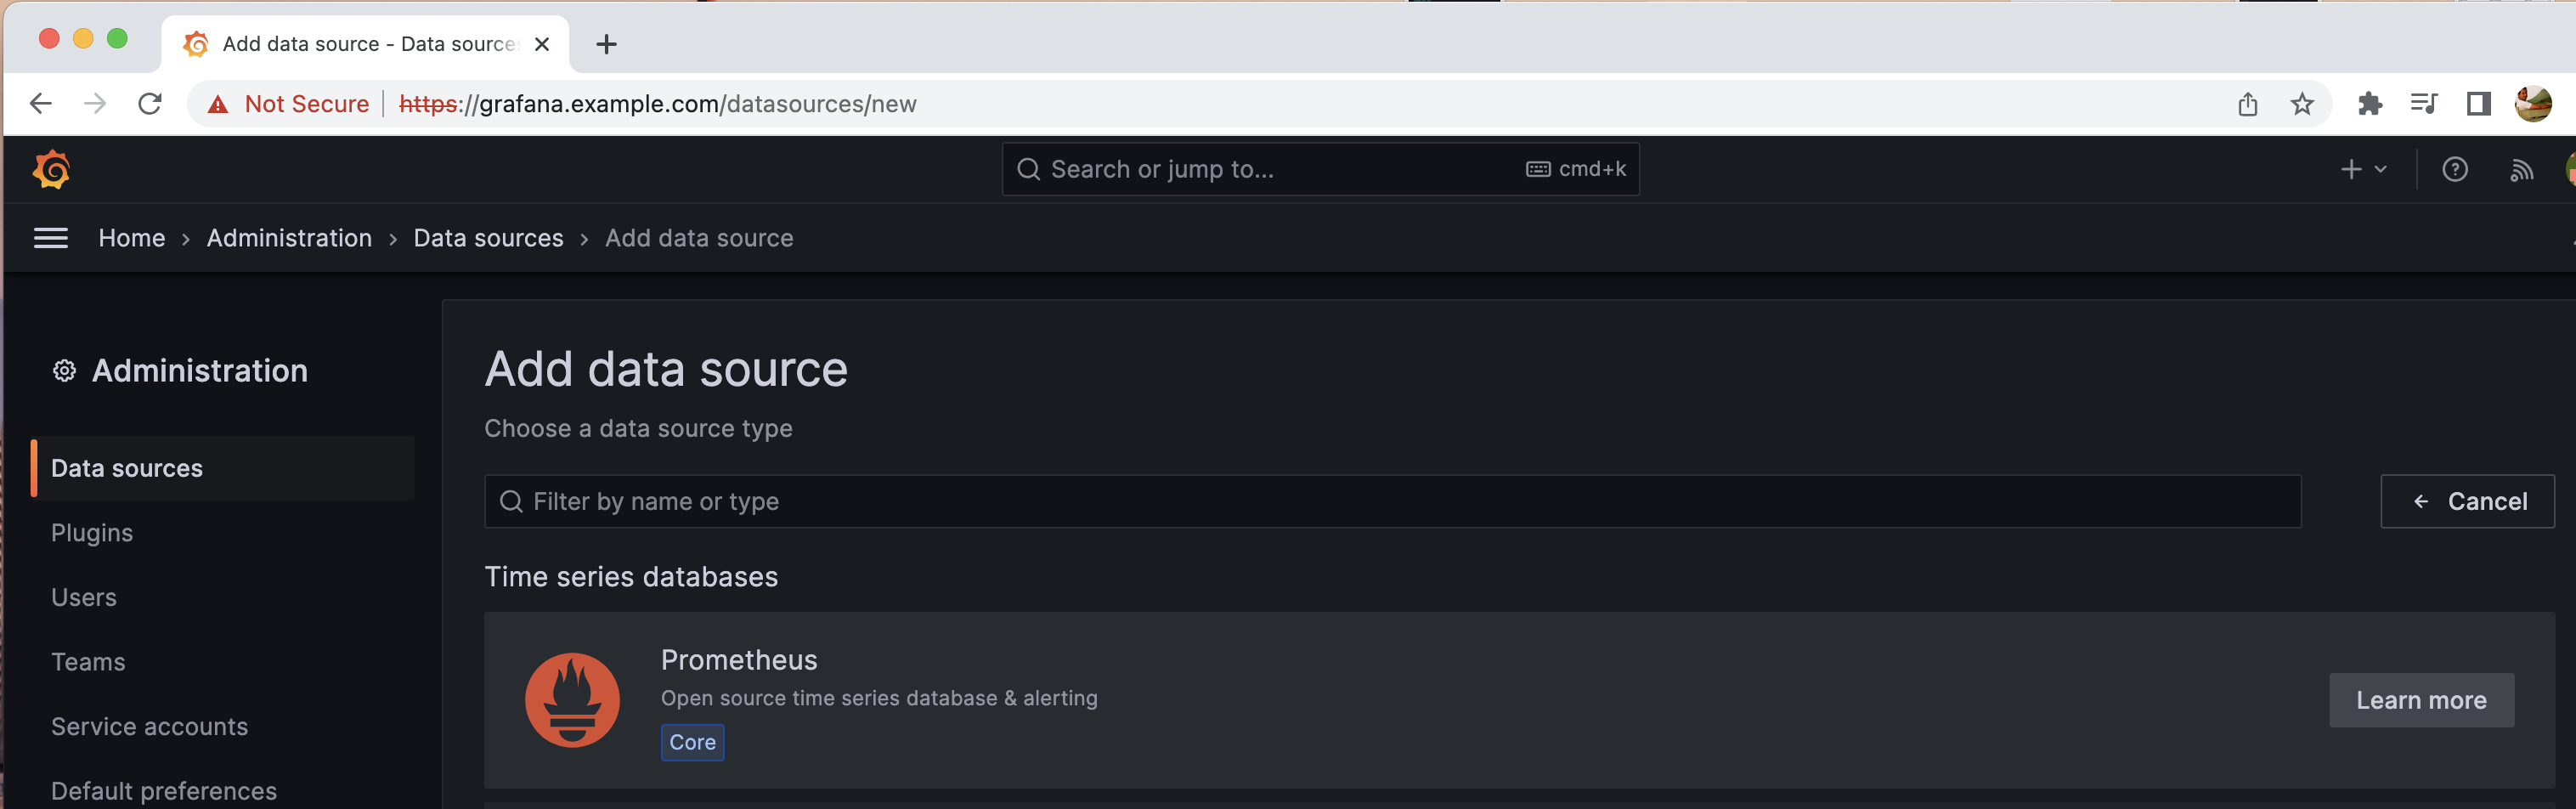 Add data source - Data sources
Not Secure https://grafana.example.com/datasources/new
Search or jump to... cmd+k
Home › Administration › Data sources › Add data source
Administration
Data sources
Plugins
Users
Teams
Service accounts
Default preferences
Add data source
Choose a data source type
Filter by name or type
Cancel
Time series databases
Prometheus
Open source time series database & alerting
Core
Learn more